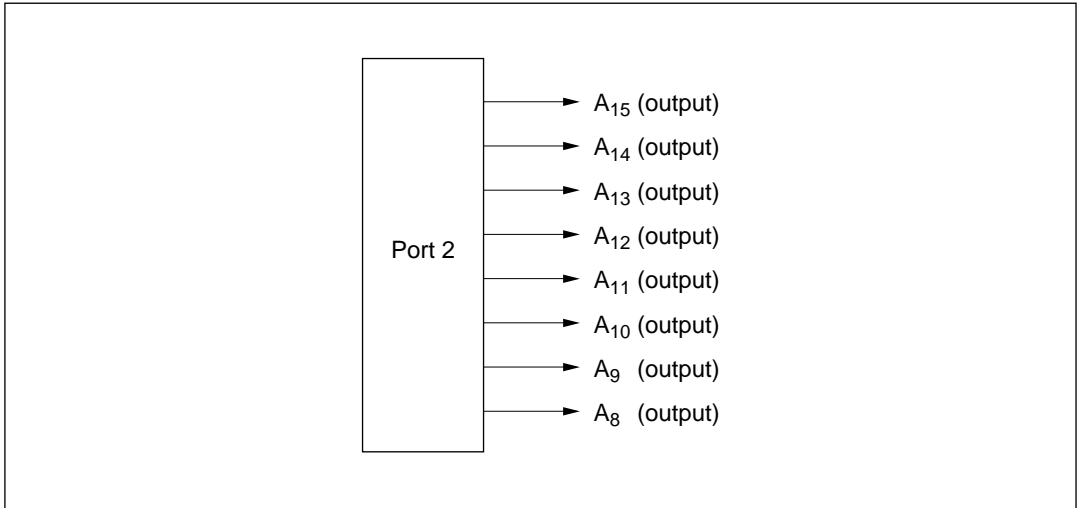 A15 (output)
A14 (output)
A13 (output)
A12 (output)
Port 2
A11 (output)
A10 (output)
A9 (output)
A8 (output)